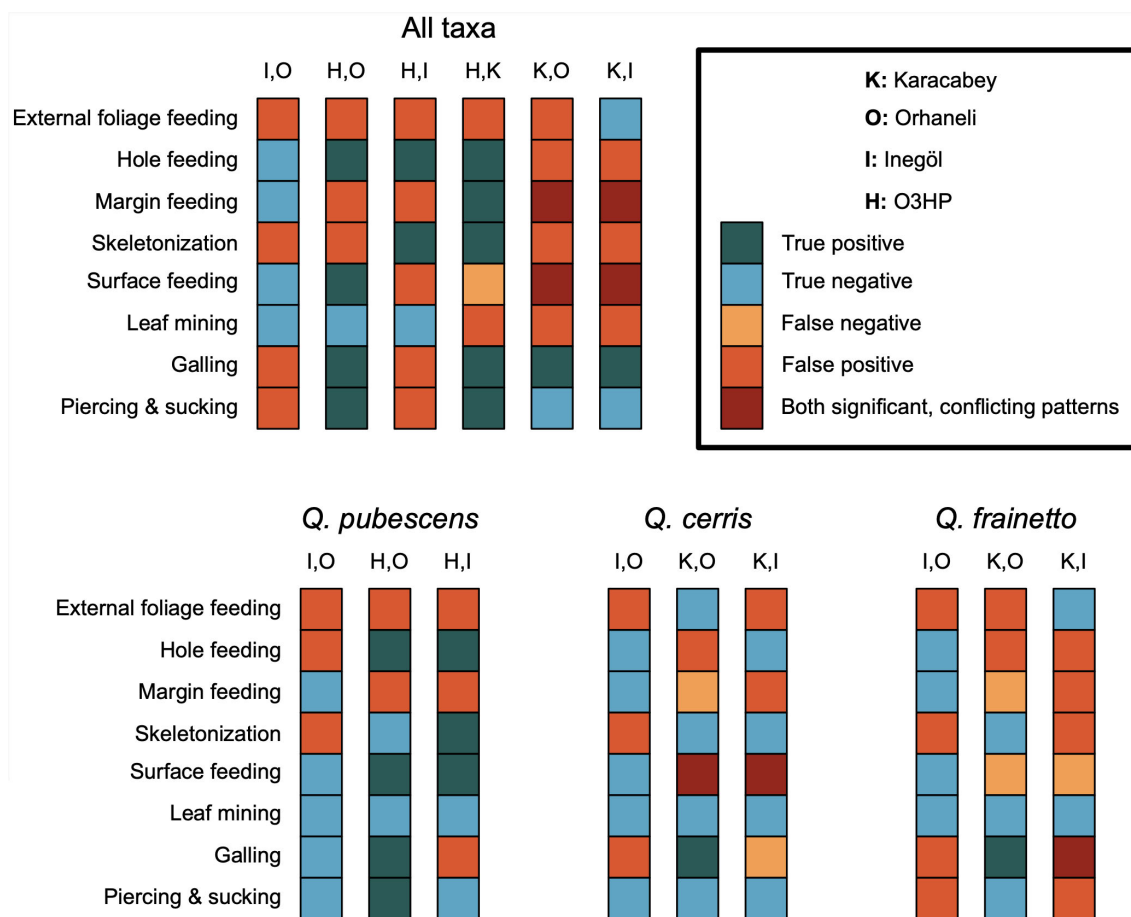 All taxa
I,O H,O H,I H,K K,O K,I
External foliage feeding
Hole feeding
Margin feeding
Skeletonization
Surface feeding
Leaf mining
Galling
Piercing & sucking
K: Karacabey
O: Orhaneli
I: Inegöl
H: O3HP
True positive
True negative
False negative
False positive
Both significant, conflicting patterns
Q. pubescens
Q. cerris
Q. frainetto
I,O H,O H,I
I,O K,O K,I
I,O K,O K,I
External foliage feeding
Hole feeding
Margin feeding
Skeletonization
Surface feeding
Leaf mining
Galling
Piercing & sucking